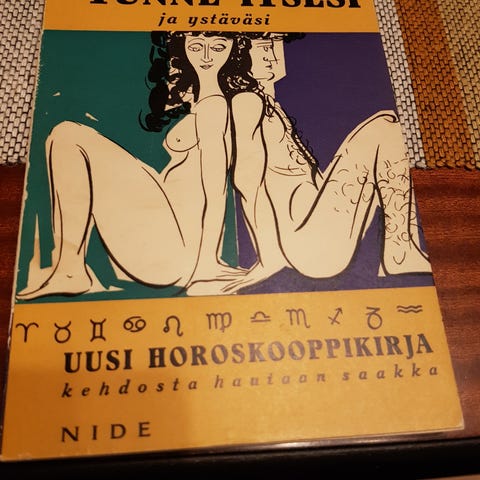 TUNNE ITSESI
ja ystäväsi
♈ ♉ ♊ ♋ ♌ ♍ ♎ ♏ ♐ ♑ ♒
UUSI HOROSKOOPPIKIRJA
kehdosta hautaan saakka
NIDE